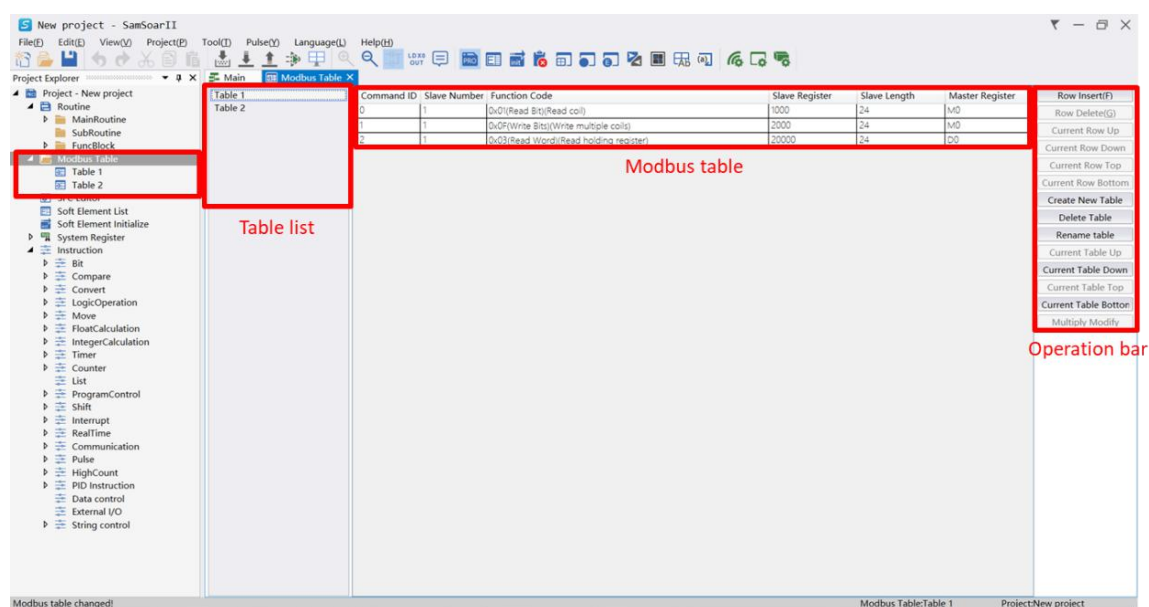 New project - SamSoarII
File(F) Edit(E) View(V) Project(P) Tool(T) Pulse(Y) Language(L) Help(H)
Project Explorer
Main
Modbus Table
Project - New project
Routine
MainRoutine
SubRoutine
FuncBlock
Modbus Table
Table 1
Table 2
Soft Element List
Soft Element Initialize
System Register
Instruction
Bit
Compare
Convert
LogicOperation
Move
FloatCalculation
IntegerCalculation
Timer
Counter
List
ProgramControl
Shift
Interrupt
RealTime
Communication
Pulse
HighCount
PID Instruction
Data control
External I/O
String control
Table 1
Table 2
Table list
Command ID Slave Number Function Code Slave Register Slave Length Master Register
0 1 0x01(Read Bit)(Read coil) 1000 24 M0
1 1 0x0F(Write Bits)(Write multiple coils) 2000 24 M0
2 1 0x03(Read Word)(Read holding register) 20000 24 D0
Modbus table
Row Insert(F)
Row Delete(G)
Current Row Up
Current Row Down
Current Row Top
Current Row Bottom
Create New Table
Delete Table
Rename table
Current Table Up
Current Table Down
Current Table Top
Current Table Botton
Multiply Modify
Operation bar
Modbus table changed! Modbus Table:Table 1 Project:New project